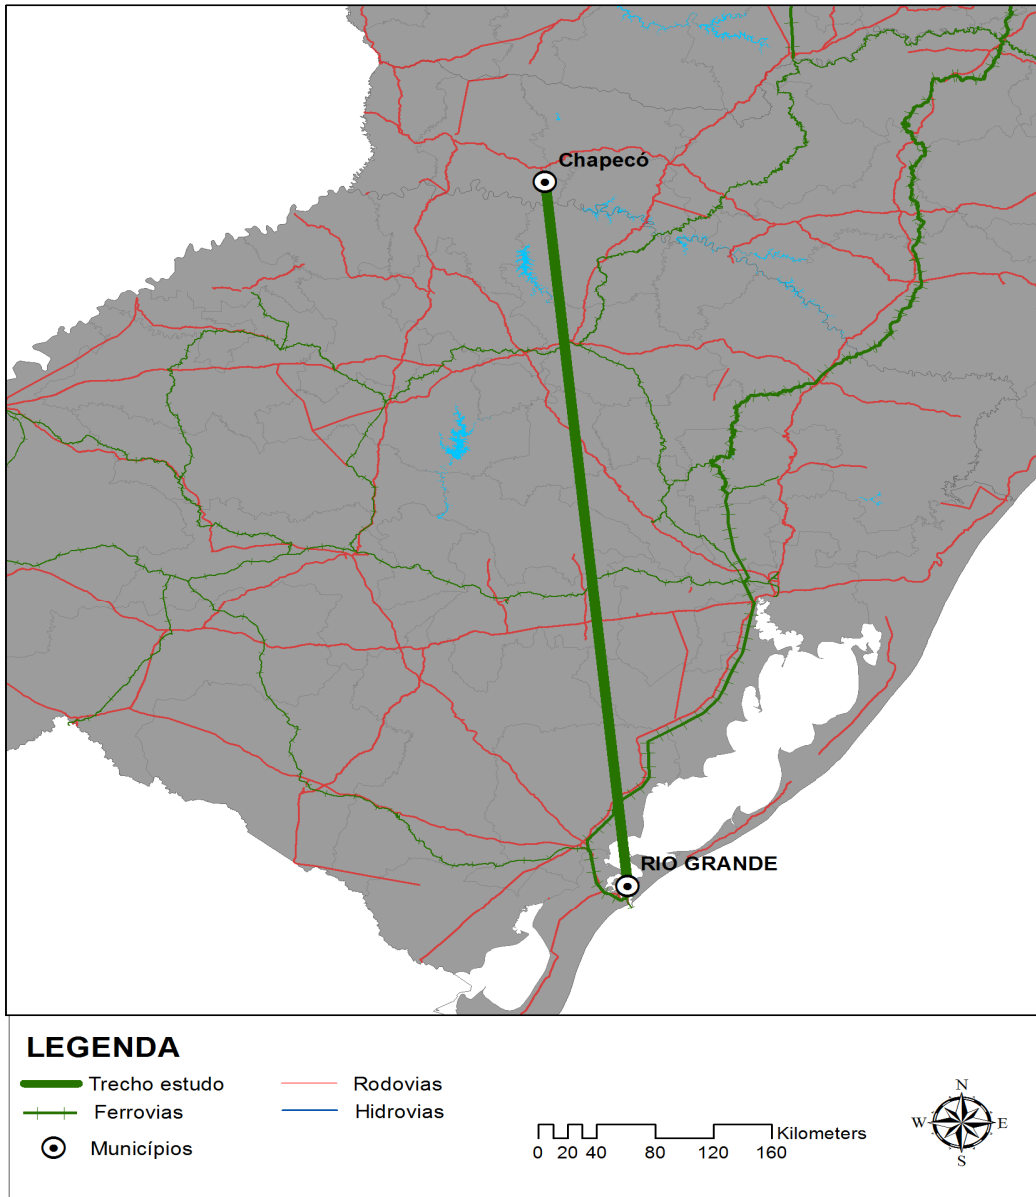 Chapecó
RIO GRANDE
LEGENDA
Trecho estudo
Rodovias
Ferrovias
Hidrovias
Municípios
Kilometers
0 20 40 80 120 160
N
W E
S